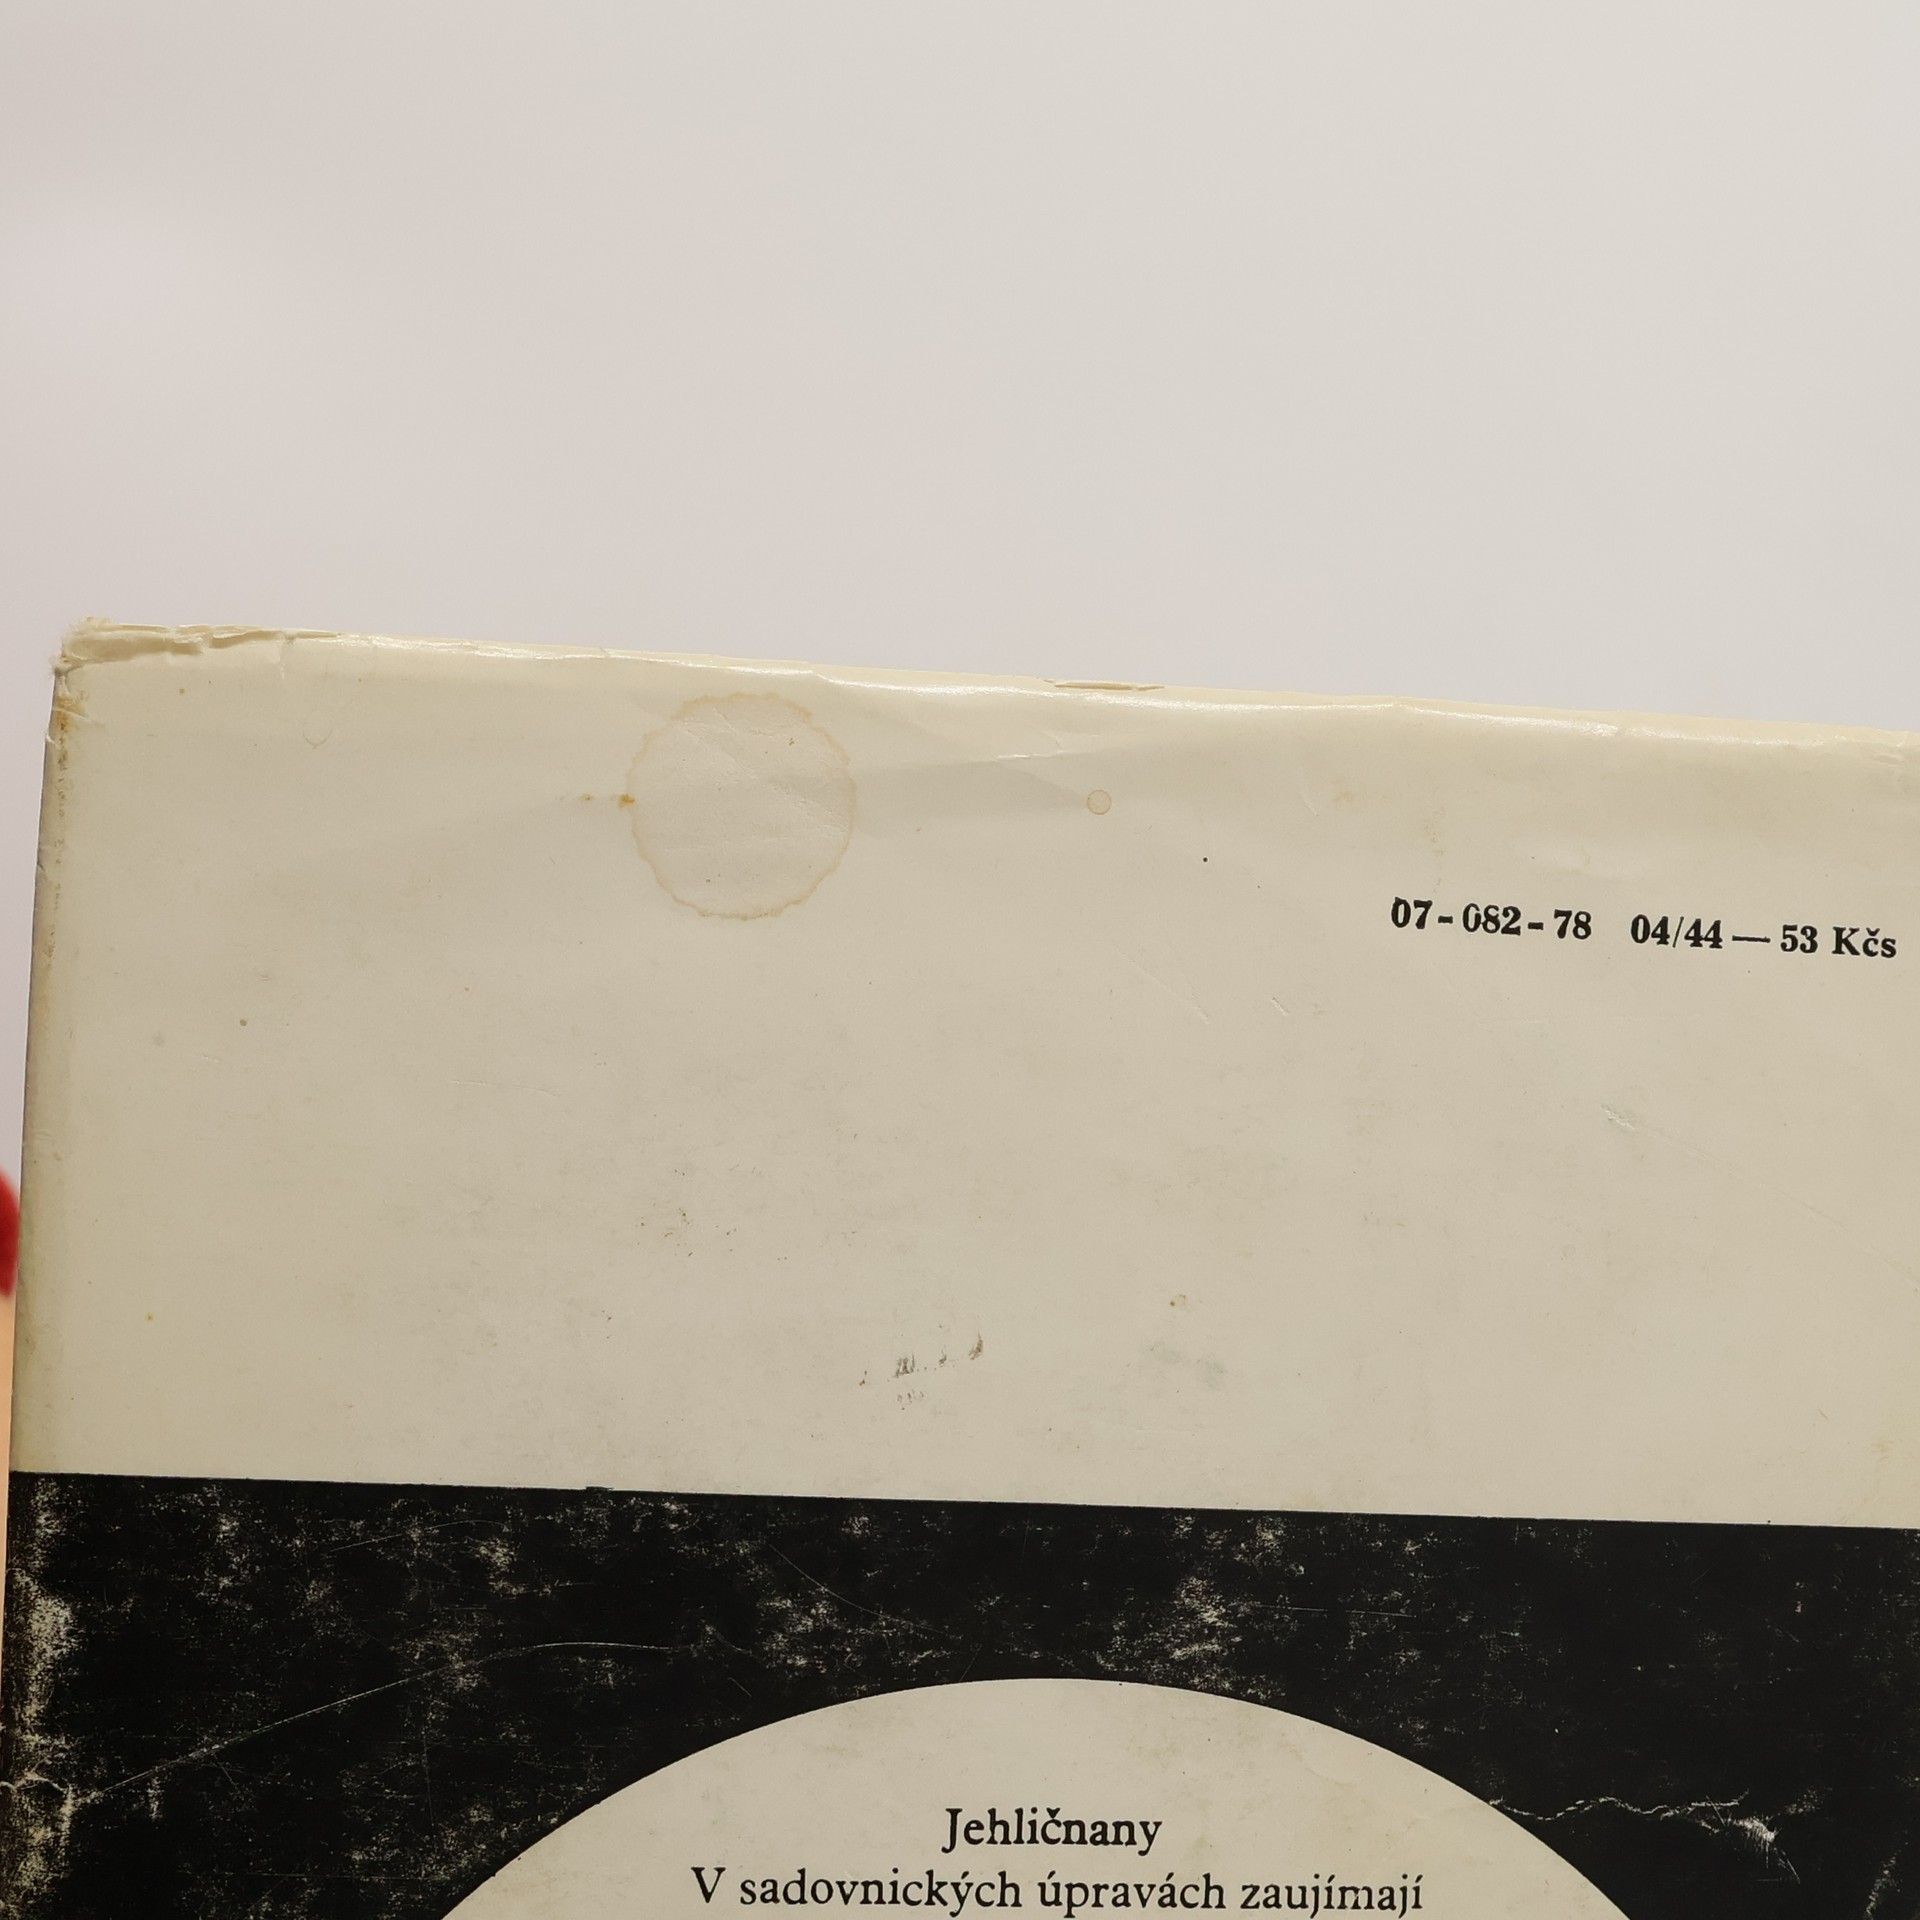 07-082-78 04/44 — 53 Kčs
Jehličnany
V sadovnických úpravách zaujímají